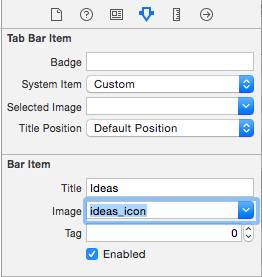 Tab Bar Item
Badge
System Item Custom
Selected Image
Title Position Default Position
Bar Item
Title Ideas
Image ideas_icon
Tag 0
Enabled